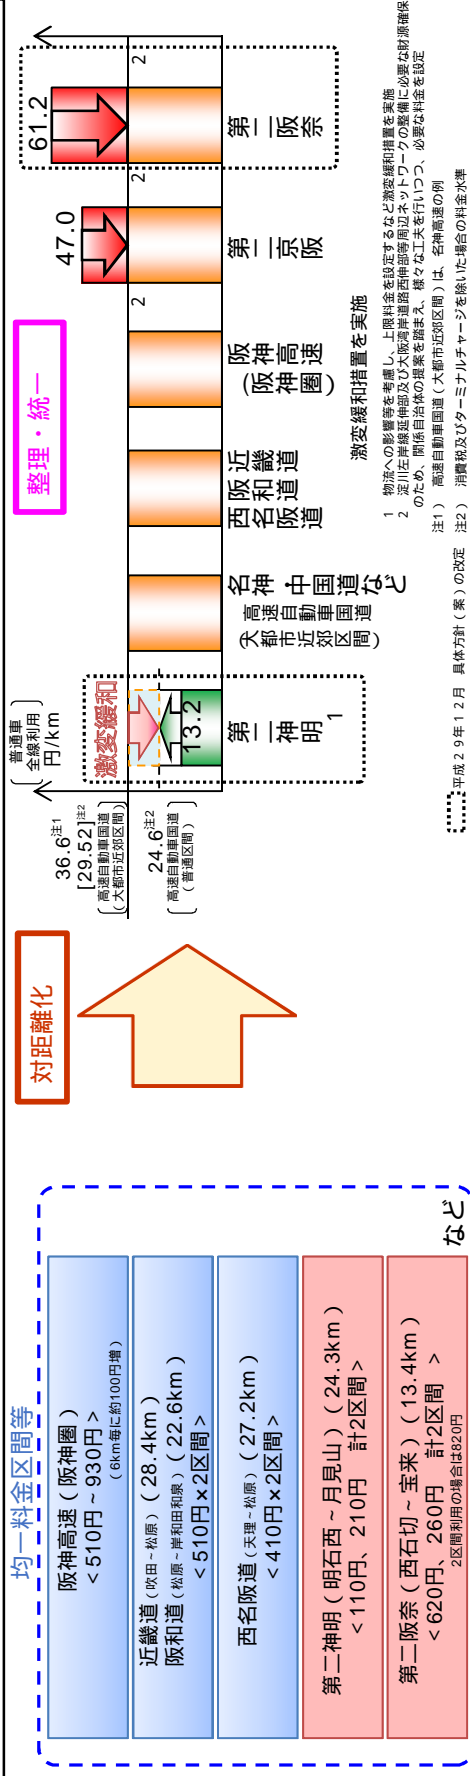 均一料金区間等
阪神高速(阪神圏)
<510円~930円>
(6km毎に約100円増)
近畿道(吹田~松原)(28.4km)
阪和道(松原~岸和田和泉)(22.6km)
<510円×2区間>
西名阪道(天理~松原)(27.2km)
<410円×2区間>
第二神明(明石西~月見山)(24.3km)
<110円、210円 計2区間>
第二阪奈(西石切~宝来)(13.4km)
<620円、260円 計2区間 >
2区間利用の場合は820円
など
対距離化
整理・統一
普通車
全線利用
円/km
36.6注1
[29.52]注2
高速自動車国道
(大都市近郊区間)
24.6注2
高速自動車国道
(普通区間)
激変緩和
13.2
47.0
61.2
2
2
2
第二神明
1
名神・中国道など
高速自動車国道
(大都市近郊区間)
近畿道
阪和道
西名阪道
阪神高速
(阪神圏)
第二京阪
第二阪奈
激変緩和措置を実施
1 物流への影響等を考慮し、上限料金を設定するなど激変緩和措置を実施
2 淀川左岸線延伸部及び大阪湾岸道路西伸部等周辺ネットワークの整備に必要な財源確保
のため、関係自治体の提案を踏まえ、様々な工夫を行いつつ、必要な料金を設定
注1) 高速自動車国道(大都市近郊区間)は、名神高速の例
注2) 消費税及びターミナルチャージを除いた場合の料金水準
平成29年12月 具体方針(案)の改定